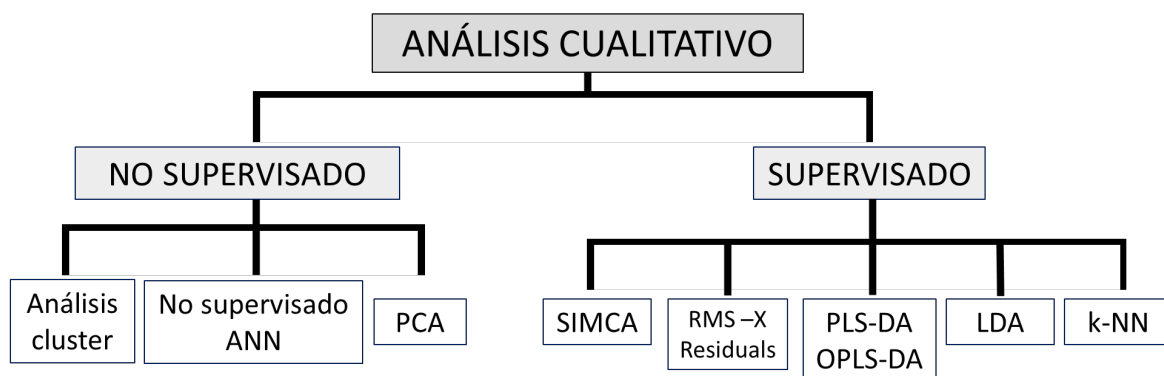 ANÁLISIS CUALITATIVO
NO SUPERVISADO
SUPERVISADO
Análisis
cluster
No supervisado
ANN
PCA
SIMCA
RMS –X
Residuals
PLS-DA
OPLS-DA
LDA
k-NN